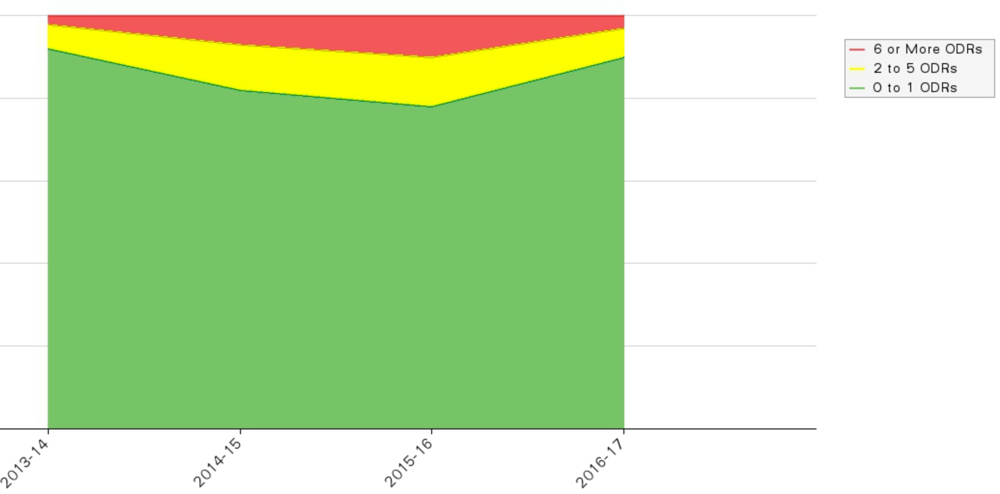 6 or More ODRs
2 to 5 ODRs
0 to 1 ODRs
2013-14
2014-15
2015-16
2016-17